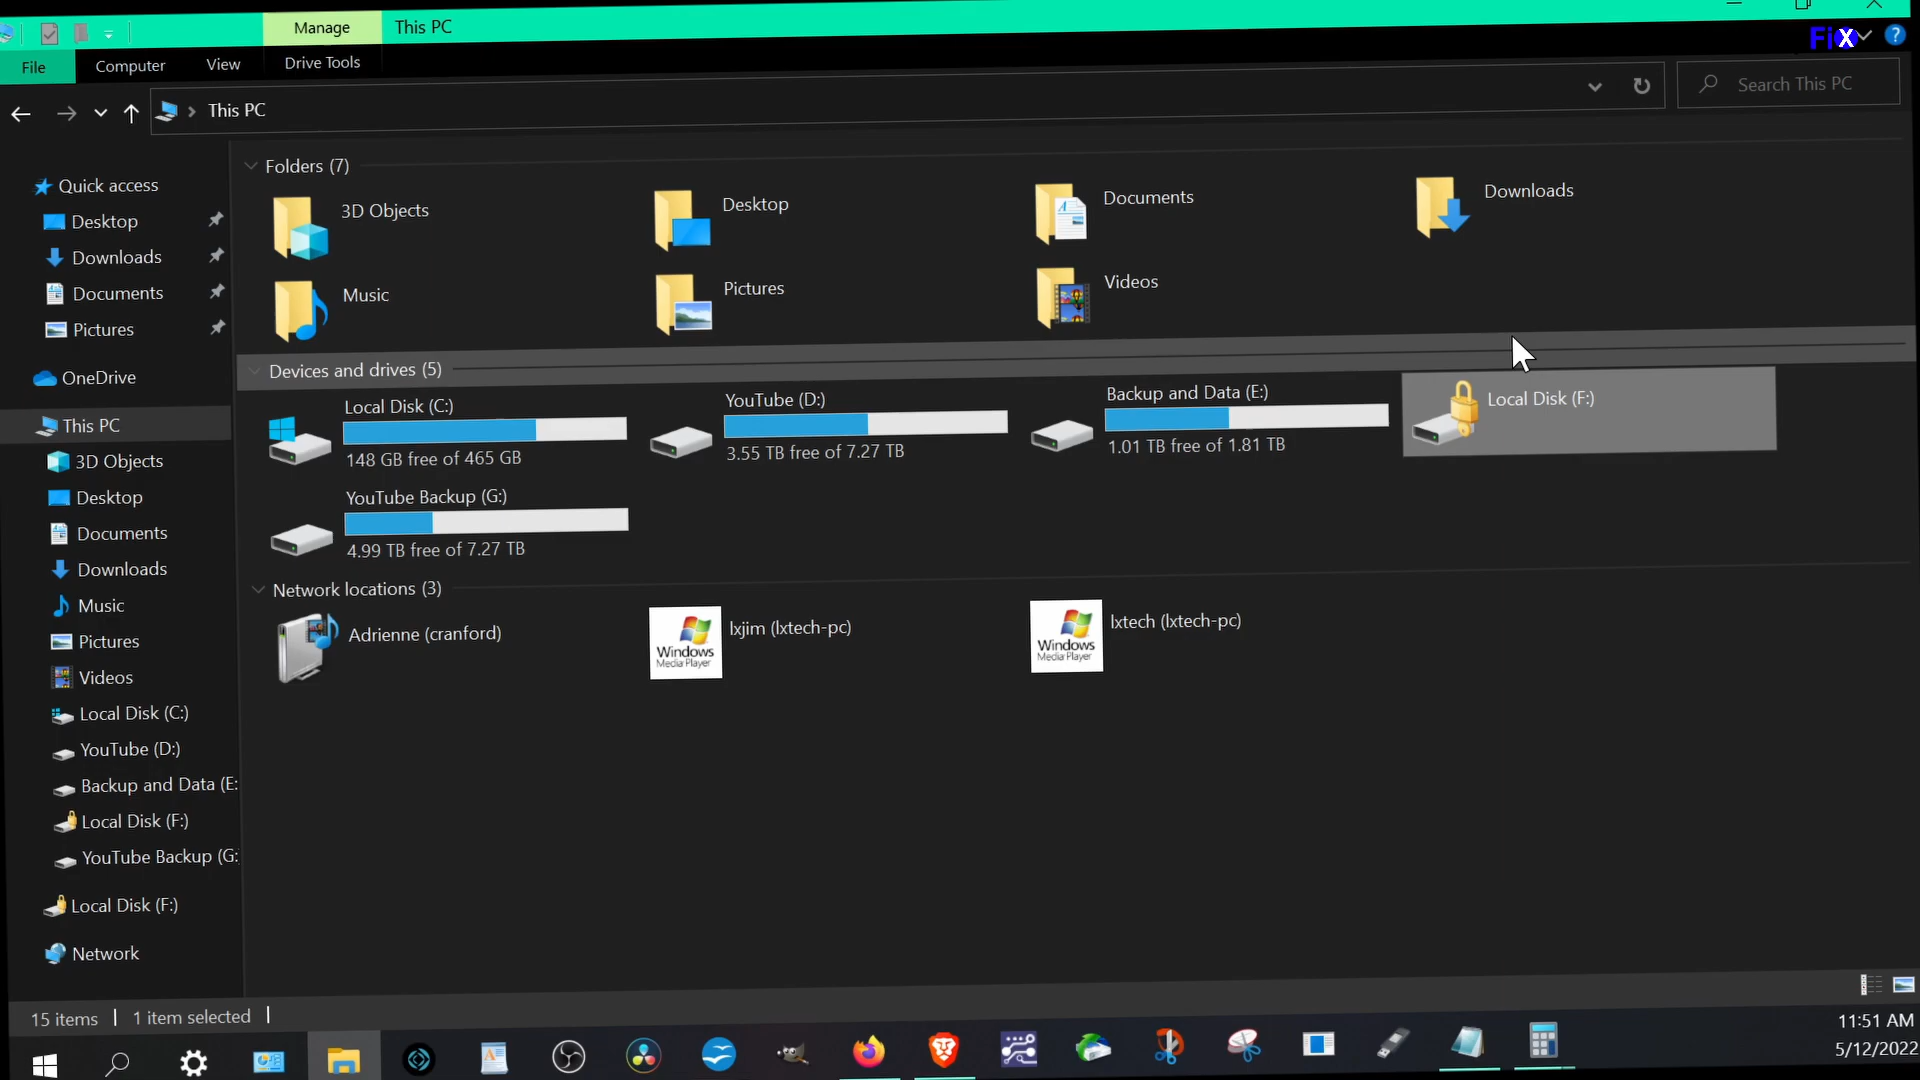 Manage
This PC
FiX
File
Computer
View
Drive Tools
This PC
Search This PC
Quick access
Desktop
Downloads
Documents
Pictures
OneDrive
This PC
3D Objects
Desktop
Documents
Downloads
Music
Pictures
Videos
Local Disk (C:)
YouTube (D:)
Backup and Data (E:
Local Disk (F:)
YouTube Backup (G:
Local Disk (F:)
Network
Folders (7)
3D Objects
Desktop
Documents
Downloads
Music
Pictures
Videos
Devices and drives (5)
Local Disk (C:)
148 GB free of 465 GB
YouTube (D:)
3.55 TB free of 7.27 TB
Backup and Data (E:)
1.01 TB free of 1.81 TB
Local Disk (F:)
YouTube Backup (G:)
4.99 TB free of 7.27 TB
Network locations (3)
Adrienne (cranford)
Windows
Media Player
lxjim (lxtech-pc)
Windows
Media Player
lxtech (lxtech-pc)
15 items
1 item selected
11:51 AM
5/12/2022